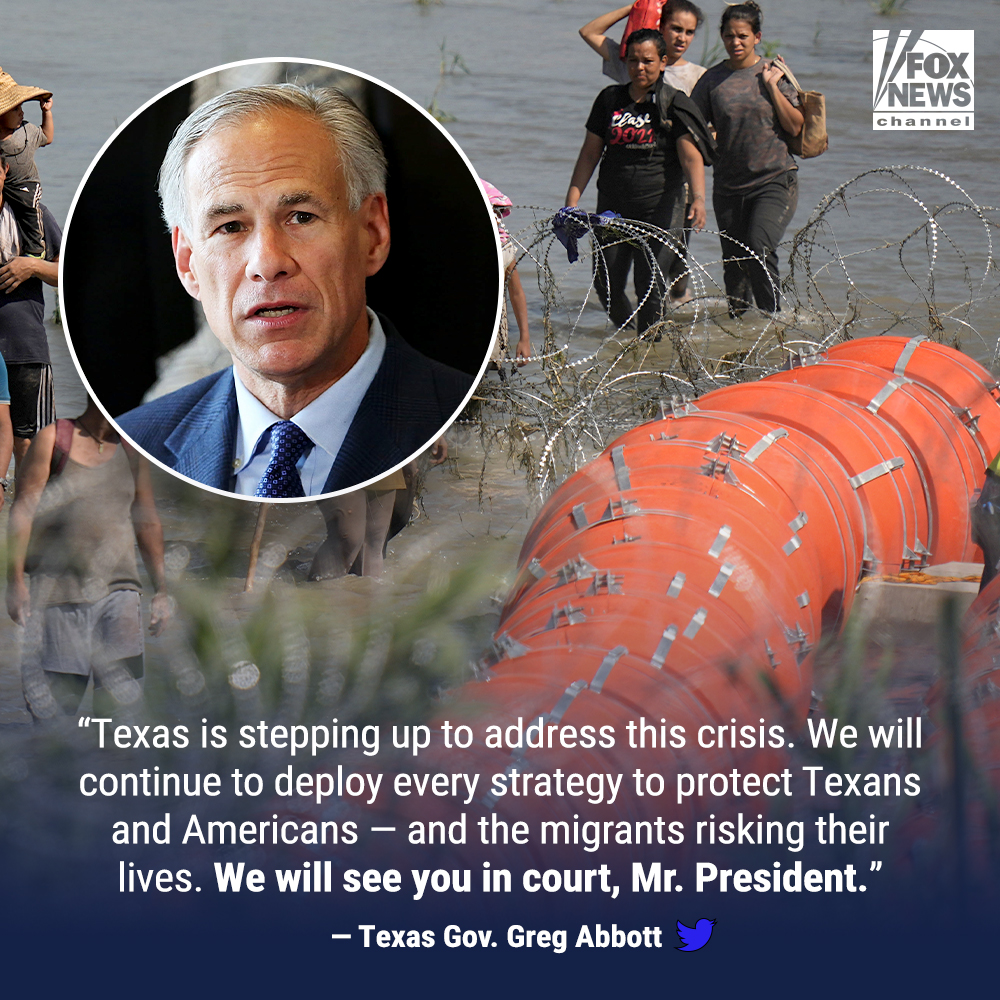 FOX
NEWS
channel
Class
“Texas is stepping up to address this crisis. We will
continue to deploy every strategy to protect Texans
and Americans — and the migrants risking their
lives. We will see you in court, Mr. President.”
— Texas Gov. Greg Abbott